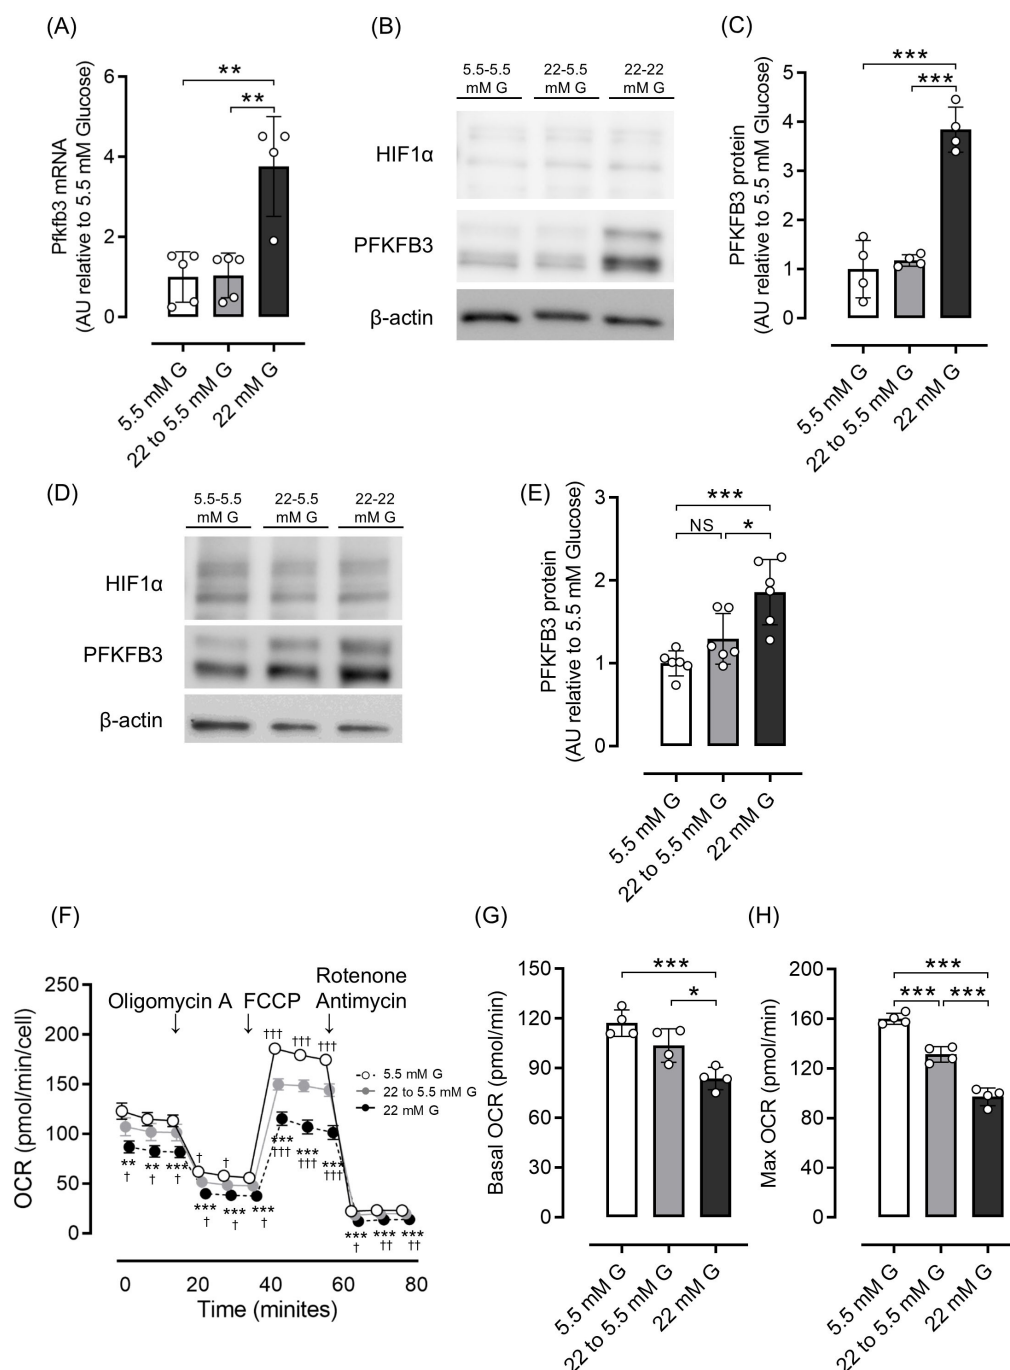 (A)
Pfkfb3 mRNA
(AU relative to 5.5 mM Glucose)
6
4
2
0
**
**
5.5 mM G
22 to 5.5 mM G
22 mM G
(B)
5.5-5.5
mM G
22-5.5
mM G
22-22
mM G
HIF1α
PFKFB3
β-actin
(C)
PFKFB3 protein
(AU relative to 5.5 mM Glucose)
5
4
3
2
1
0
***
***
5.5 mM G
22 to 5.5 mM G
22 mM G
(D)
5.5-5.5
mM G
22-5.5
mM G
22-22
mM G
HIF1α
PFKFB3
β-actin
(E)
PFKFB3 protein
(AU relative to 5.5 mM Glucose)
3
2
1
0
***
NS
*
5.5 mM G
22 to 5.5 mM G
22 mM G
(F)
OCR (pmol/min/cell)
250
200
150
100
50
0
Oligomycin A
FCCP
Rotenone
Antimycin
↓ ↓ ↓
††† ††† †††
5.5 mM G
22 to 5.5 mM G
22 mM G
** ** ***
† † †
† †
*** *** ***
† † †
*** *** ***
††† ††† †††
*** *** ***
† †† ††
0 20 40 60 80
Time (minites)
(G)
Basal OCR (pmol/min)
150
120
90
60
30
0
***
*
5.5 mM G
22 to 5.5 mM G
22 mM G
(H)
Max OCR (pmol/min)
200
160
120
80
40
0
***
*** ***
5.5 mM G
22 to 5.5 mM G
22 mM G